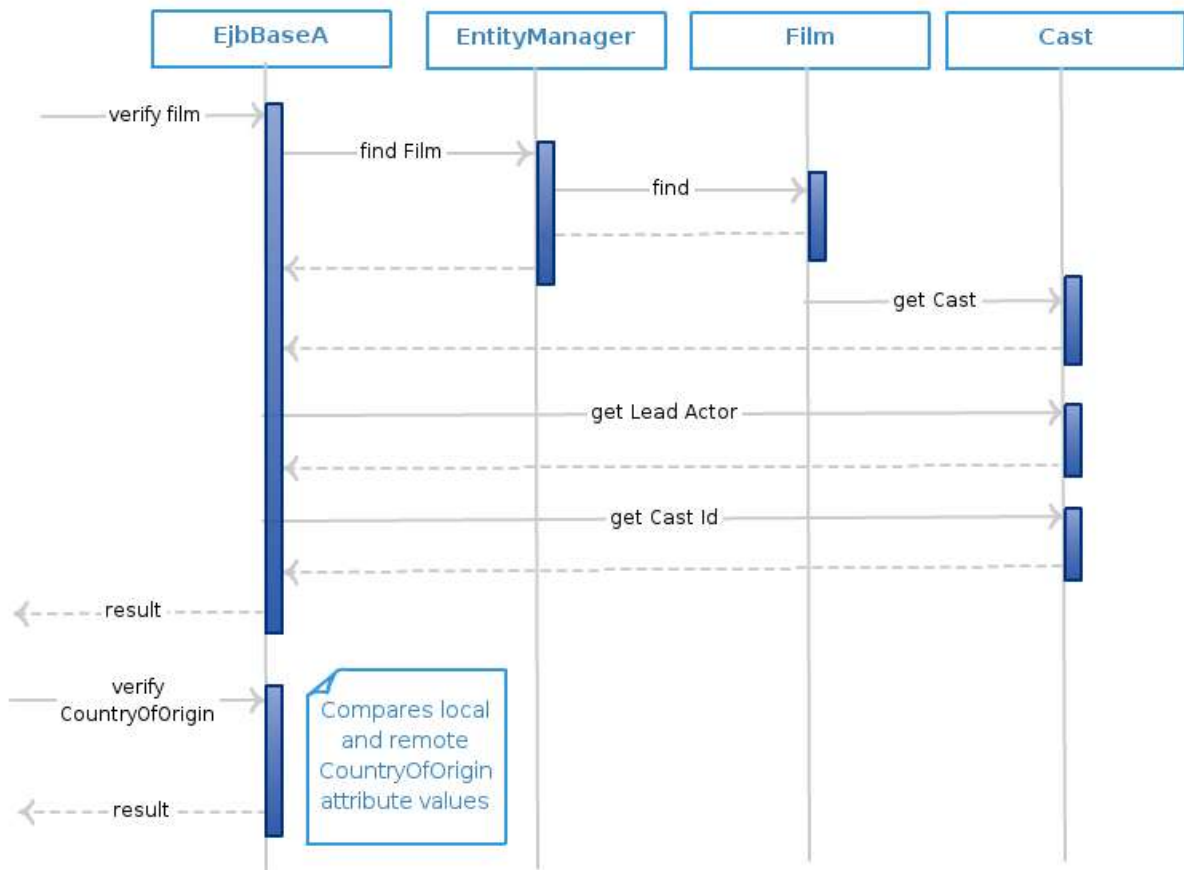 EjbBaseA
EntityManager
Film
Cast
verify film
find Film
find
get Cast
get Lead Actor
get Cast Id
result
verify
CountryOfOrigin
Compares local
and remote
CountryOfOrigin
attribute values
result